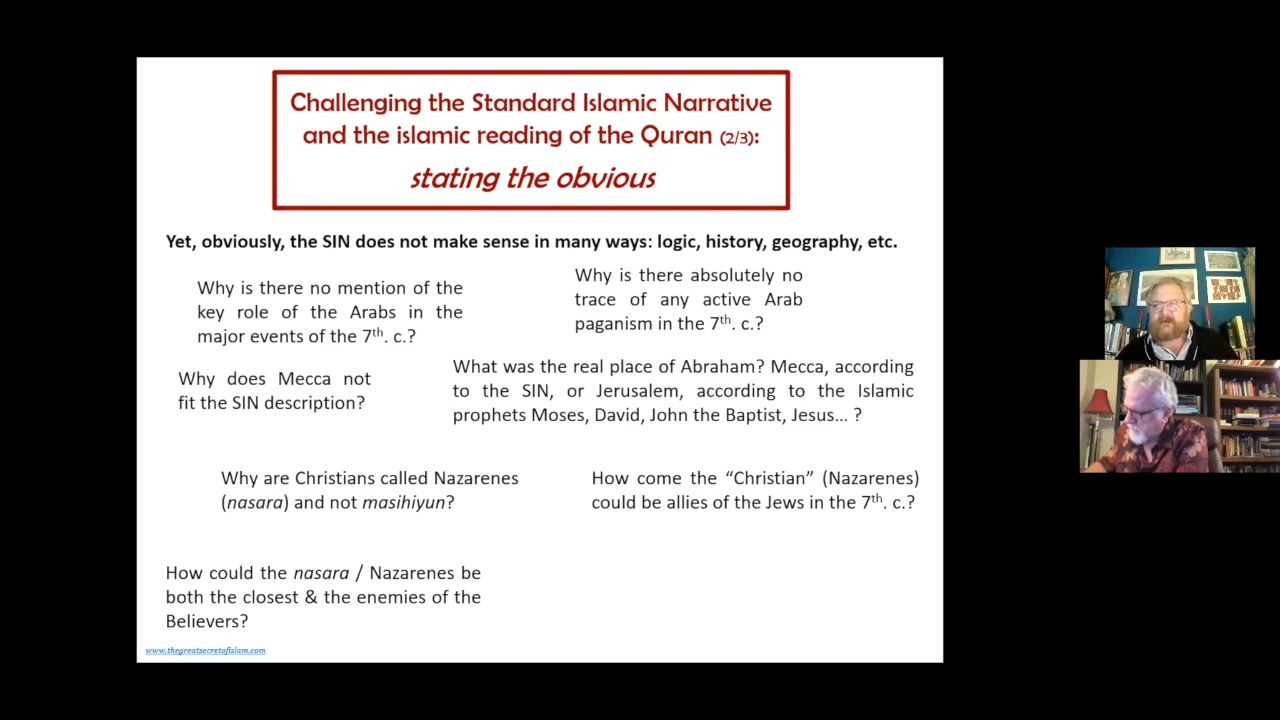 Challenging the Standard Islamic Narrative
and the islamic reading of the Quran (2/3):
stating the obvious
Yet, obviously, the SIN does not make sense in many ways: logic, history, geography, etc.
Why is there no mention of the
key role of the Arabs in the
major events of the 7th. c.?
Why is there absolutely no
trace of any active Arab
paganism in the 7th. c.?
Why does Mecca not
fit the SIN description?
What was the real place of Abraham? Mecca, according
to the SIN, or Jerusalem, according to the Islamic
prophets Moses, David, John the Baptist, Jesus... ?
Why are Christians called Nazarenes
(nasara) and not masihiyun?
How come the “Christian” (Nazarenes)
could be allies of the Jews in the 7th. c.?
How could the nasara / Nazarenes be
both the closest & the enemies of the
Believers?
www.thegreatsecretofislam.com